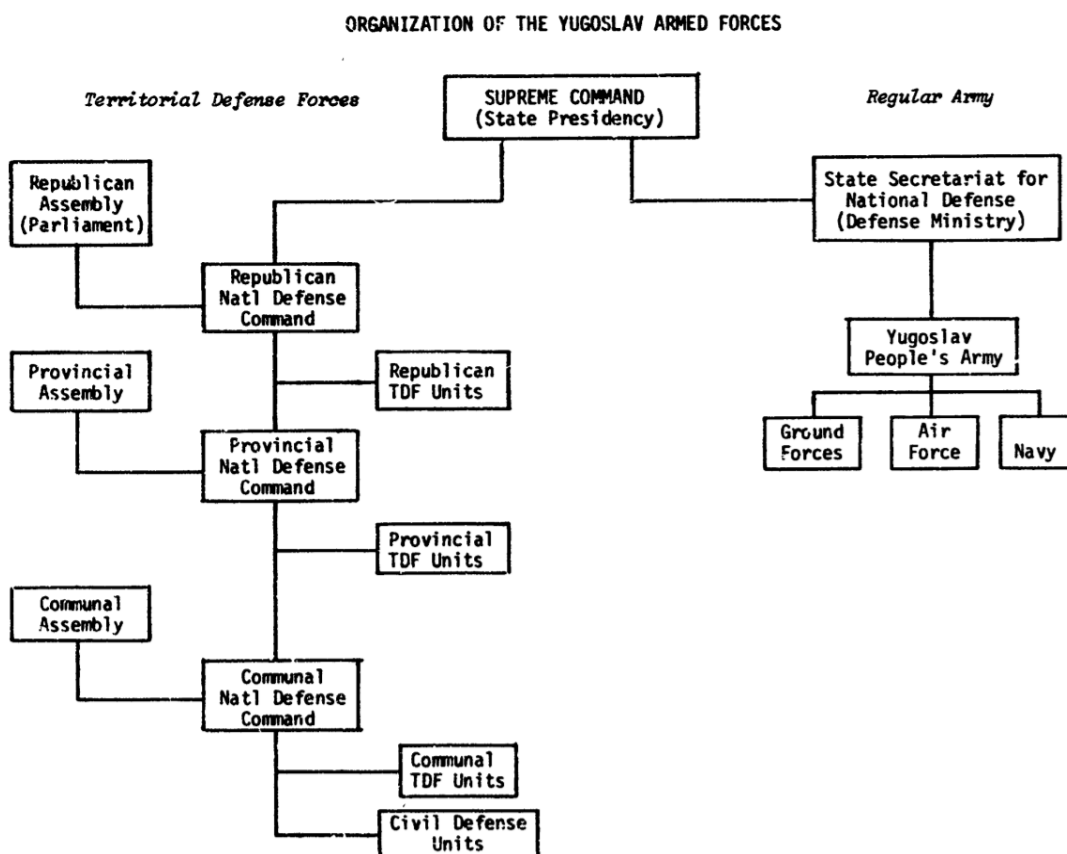 ORGANIZATION OF THE YUGOSLAV ARMED FORCES
Territorial Defense Forces
SUPREME COMMAND
(State Presidency)
Regular Army
Republican
Assembly
(Parliament)
State Secretariat for
National Defense
(Defense Ministry)
Republican
Natl Defense
Command
Yugoslav
People's Army
Provincial
Assembly
Republican
TDF Units
Ground
Forces
Air
Force
Navy
Provincial
Natl Defense
Command
Provincial
TDF Units
Communal
Assembly
Communal
Natl Defense
Command
Communal
TDF Units
Civil Defense
Units